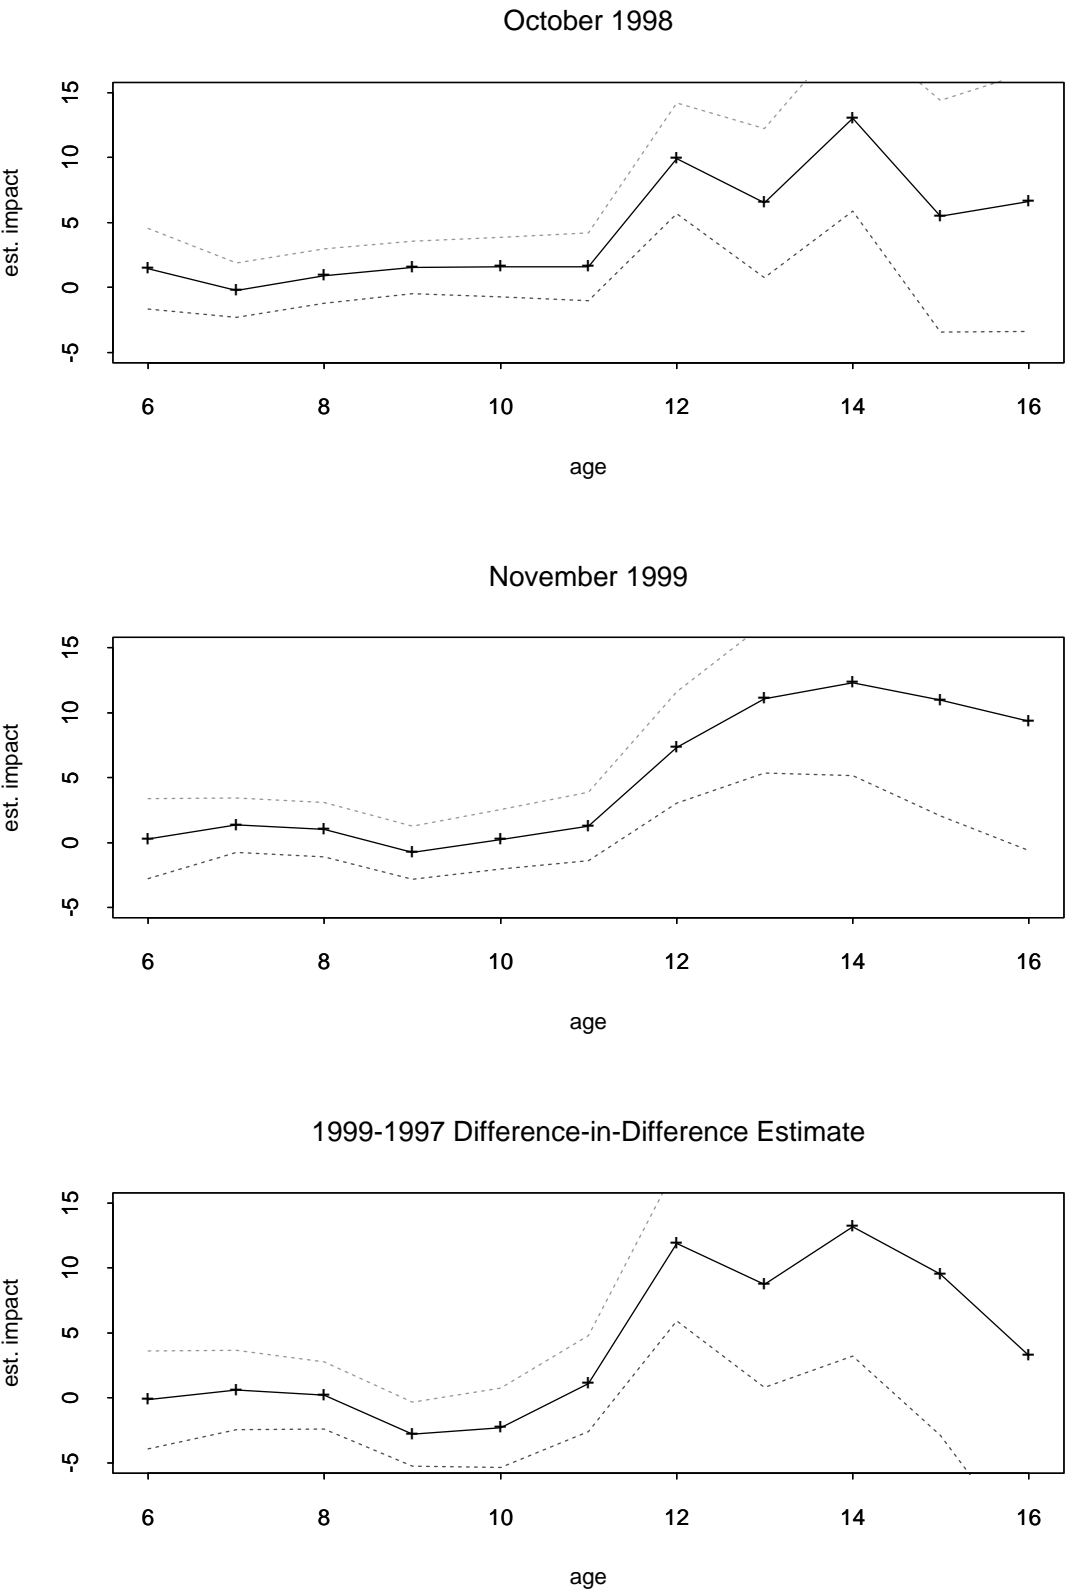 October 1998
est. impact
15
10
5
0
-5
6 8 10 12 14 16
age
November 1999
est. impact
15
10
5
0
-5
6 8 10 12 14 16
age
1999-1997 Difference-in-Difference Estimate
est. impact
15
10
5
0
-5
6 8 10 12 14 16
age